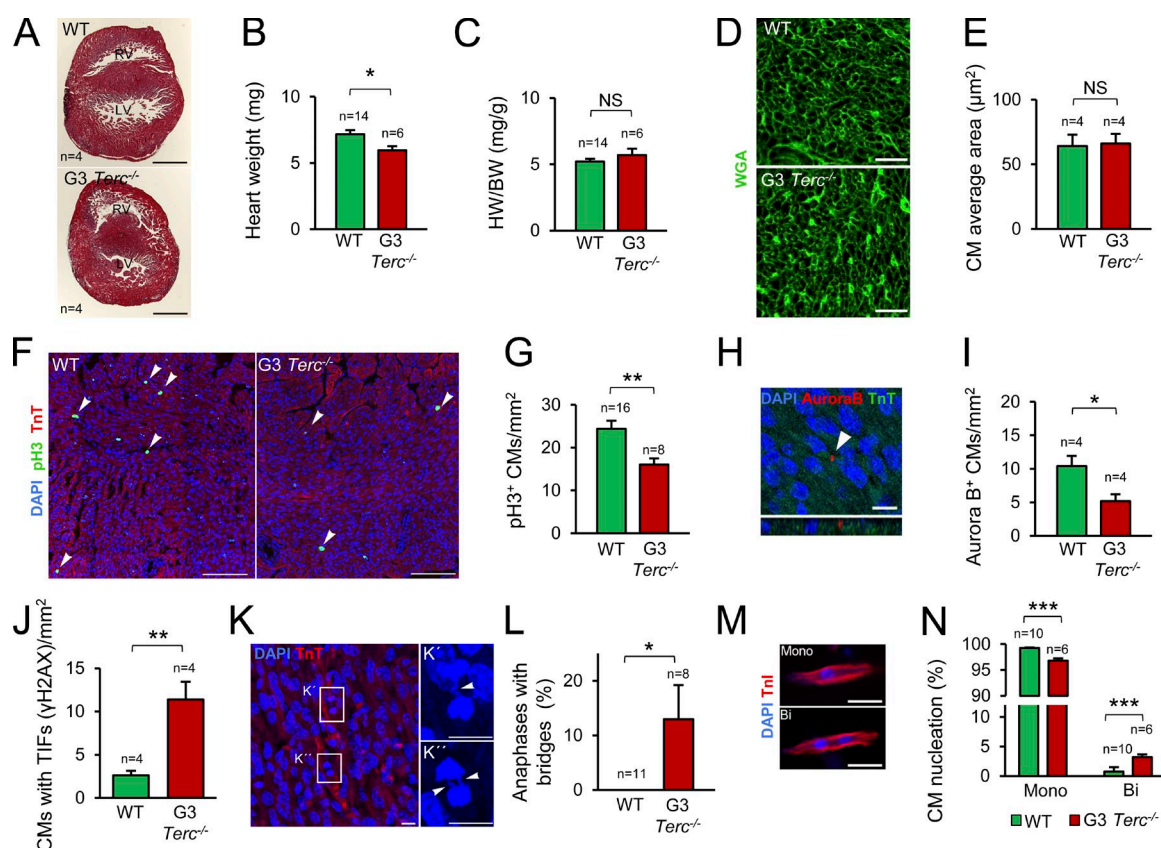 A
WT
RV
LV
n=4
G3 Terc-/-
RV
LV
n=4
B
Heart weight (mg)
10
5
0
*
n=14
n=6
WT
G3
Terc-/-
C
HW/BW (mg/g)
10
5
0
NS
n=14
n=6
WT
G3
Terc-/-
D
WGA
WT
G3 Terc-/-
E
CM average area (µm²)
100
50
0
NS
n=4
n=4
WT
G3
Terc-/-
F
DAPI pH3 TnT
WT
G3 Terc-/-
G
pH3⁺ CMs/mm²
30
20
10
0
**
n=16
n=8
WT
G3
Terc-/-
H
DAPI AuroraB TnT
I
Aurora B⁺ CMs/mm²
20
15
10
5
0
*
n=4
n=4
WT
G3
Terc-/-
J
CMs with TIFs (γH2AX)/mm²
15
10
5
0
**
n=4
n=4
WT
G3
Terc-/-
K
DAPI TnT
K´
K´´
K´
K´´
L
Anaphases with
bridges (%)
20
10
0
*
n=11
n=8
WT
G3
Terc-/-
M
DAPI TnI
Mono
Bi
N
CM nucleation (%)
100
95
90
10
5
0
***
n=10
n=6
***
n=10
n=6
Mono
Bi
WT
G3 Terc-/-